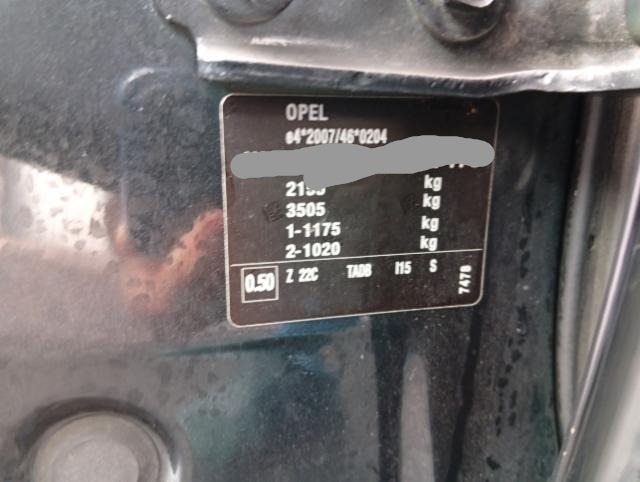 OPEL
e4*2007/46*0204
kg
3505 kg
1-1175 kg
2-1020 kg
0.50 Z 22C TADB I15 S
7478